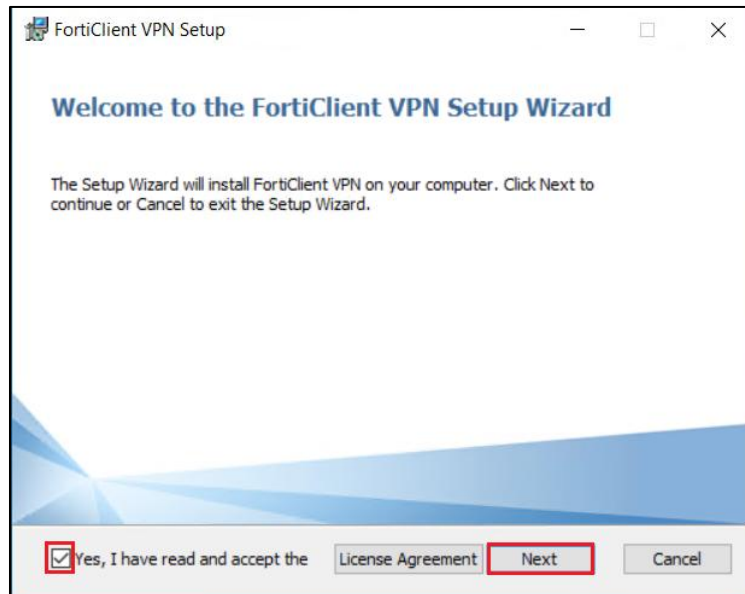 FortiClient VPN Setup
Welcome to the FortiClient VPN Setup Wizard
The Setup Wizard will install FortiClient VPN on your computer. Click Next to
continue or Cancel to exit the Setup Wizard.
Yes, I have read and accept the License Agreement Next Cancel